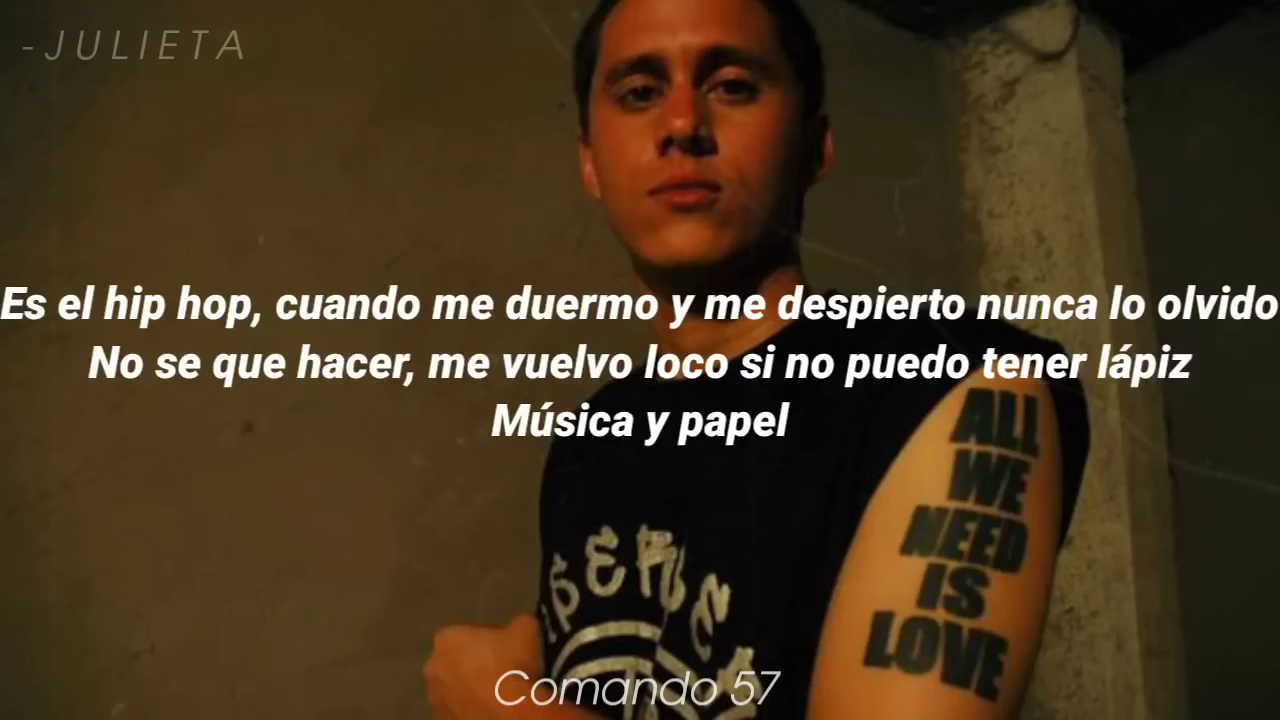 -JULIETA
Es el hip hop, cuando me duermo y me despierto nunca lo olvido
No se que hacer, me vuelvo loco si no puedo tener lápiz
Música y papel
ALL
WE
NEED
IS
LOVE
Comando 57